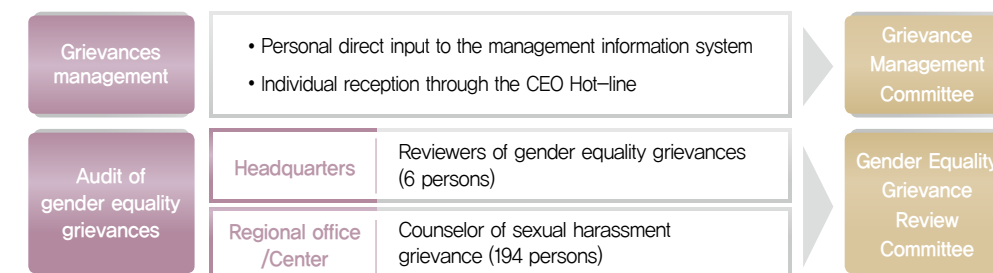 Grievances
management
• Personal direct input to the management information system
• Individual reception through the CEO Hot-line
Grievance
Management
Committee
Audit of
gender equality
grievances
Headquarters
Reviewers of gender equality grievances
(6 persons)
Regional office
/Center
Counselor of sexual harassment
grievance (194 persons)
Gender Equality
Grievance
Review
Committee